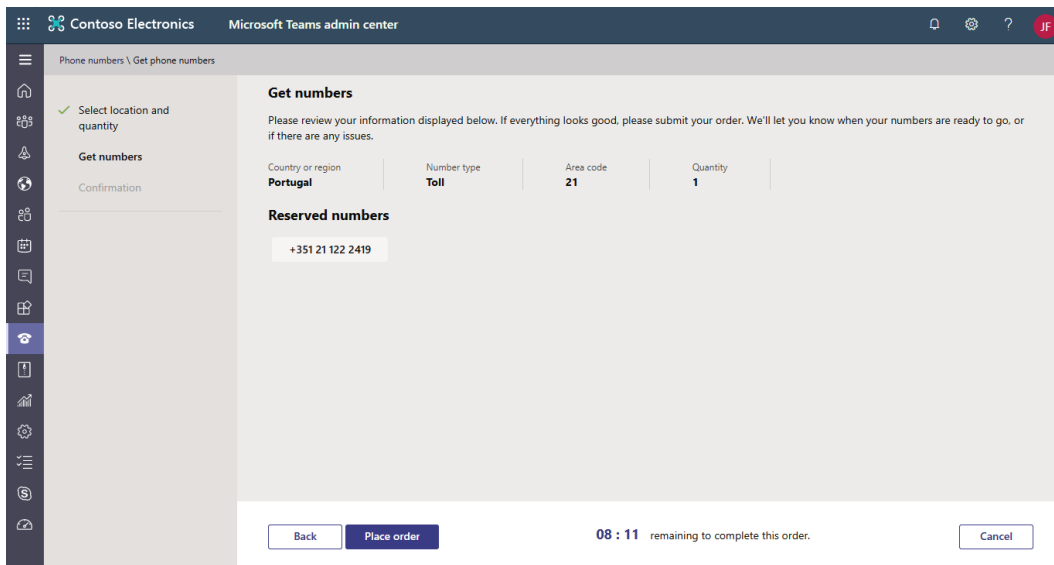 Contoso Electronics Microsoft Teams admin center
JF
Phone numbers \ Get phone numbers
Select location and
quantity
Get numbers
Confirmation
Get numbers
Please review your information displayed below. If everything looks good, please submit your order. We'll let you know when your numbers are ready to go, or
if there are any issues.
Country or region Number type Area code Quantity
Portugal Toll 21 1
Reserved numbers
+351 21 122 2419
Back Place order 08 : 11 remaining to complete this order. Cancel